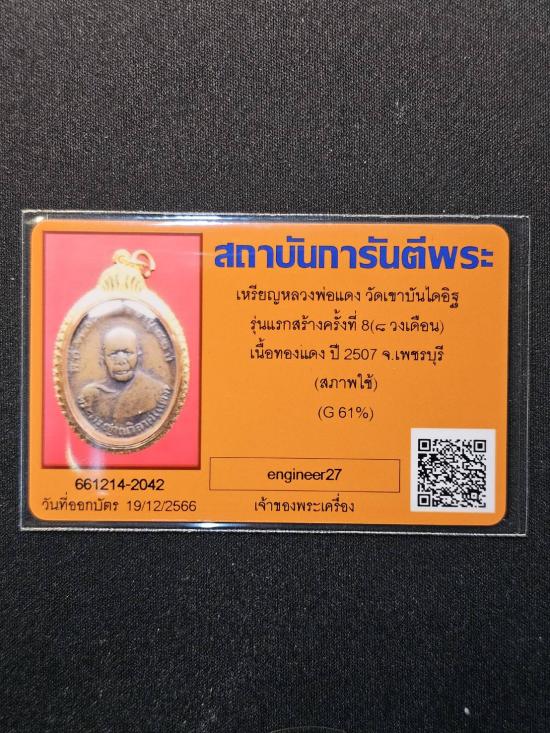 สถาบันการันตีพระ
เหรียญหลวงพ่อแดง วัดเขาบันไดอิฐ
รุ่นแรกสร้างครั้งที่ 8(๘ วงเดือน)
เนื้อทองแดง ปี 2507 จ.เพชรบุรี
(สภาพใช้)
(G 61%)
engineer27
เจ้าของพระเครื่อง
661214-2042
วันที่ออกบัตร 19/12/2566